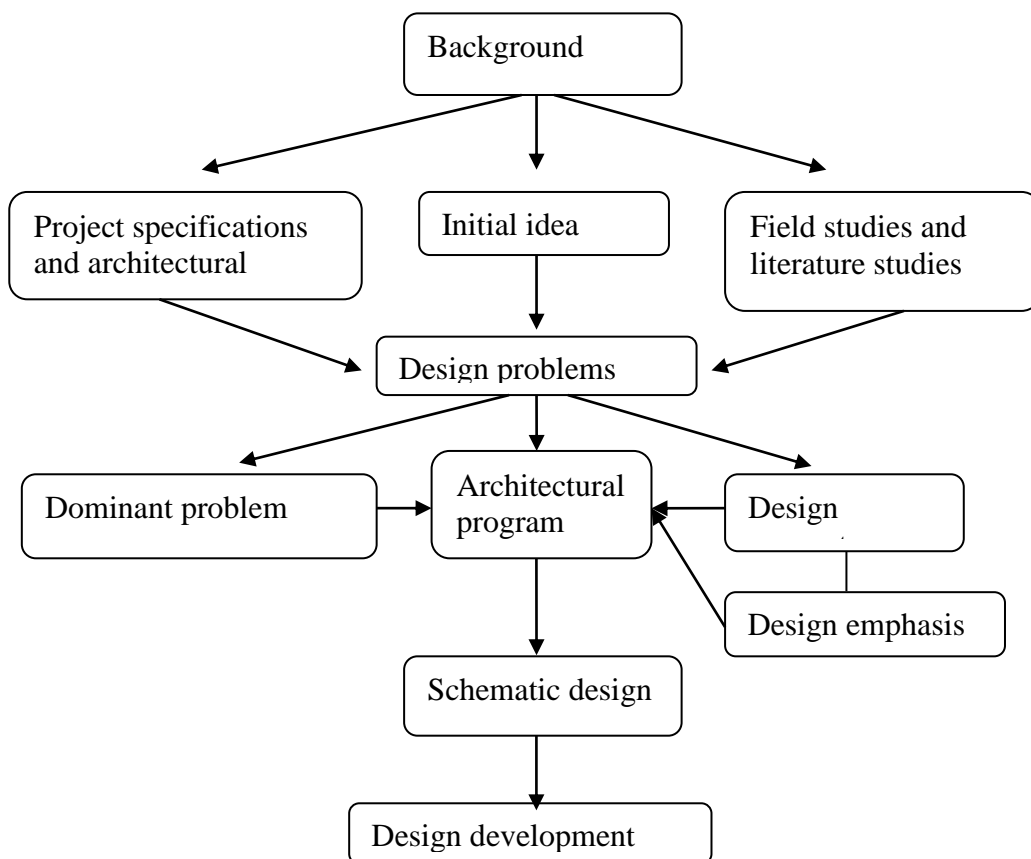 Background
Project specifications
and architectural
Initial idea
Field studies and
literature studies
Design problems
Dominant problem
Architectural
program
Design
Design emphasis
Schematic design
Design development